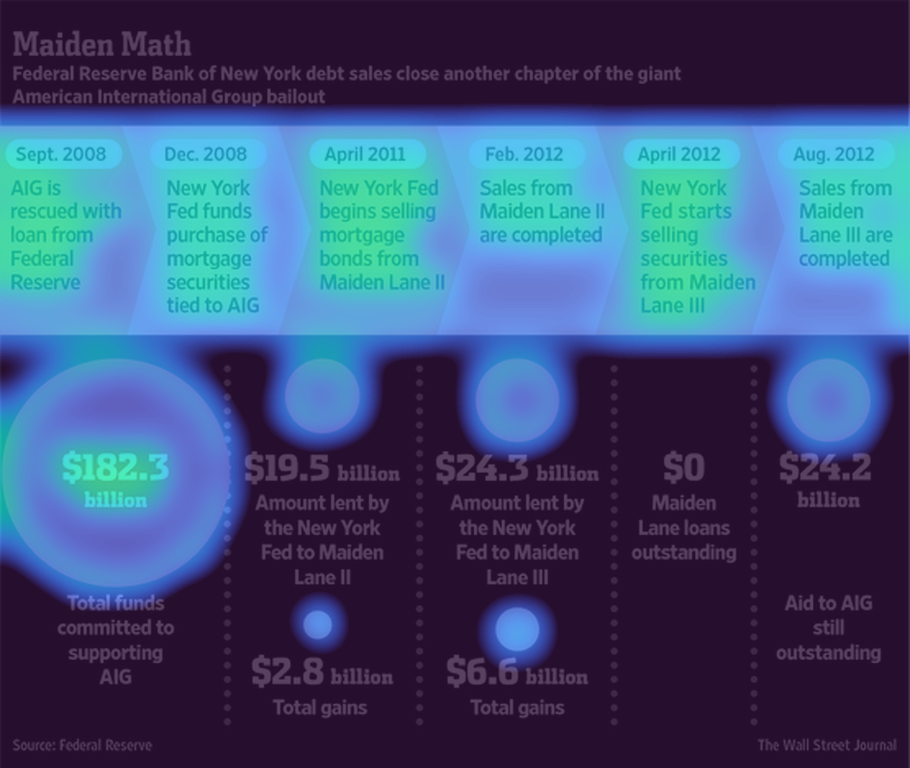 Maiden Math
Federal Reserve Bank of New York debt sales close another chapter of the giant
American International Group bailout
Sept. 2008
AIG is
rescued with
loan from
Federal
Reserve
Dec. 2008
New York
Fed funds
purchase of
mortgage
securities
tied to AIG
April 2011
New York Fed
begins selling
mortgage
bonds from
Maiden Lane II
Feb. 2012
Sales from
Maiden Lane II
are completed
April 2012
New York
Fed starts
selling
securities
from Maiden
Lane III
Aug. 2012
Sales from
Maiden
Lane III are
completed
$182.3
billion
Total funds
committed to
supporting
AIG
$19.5 billion
Amount lent by
the New York
Fed to Maiden
Lane II
$2.8 billion
Total gains
$24.3 billion
Amount lent by
the New York
Fed to Maiden
Lane III
$6.6 billion
Total gains
$0
Maiden
Lane loans
outstanding
$24.2
billion
Aid to AIG
still
outstanding
Source: Federal Reserve
The Wall Street Journal